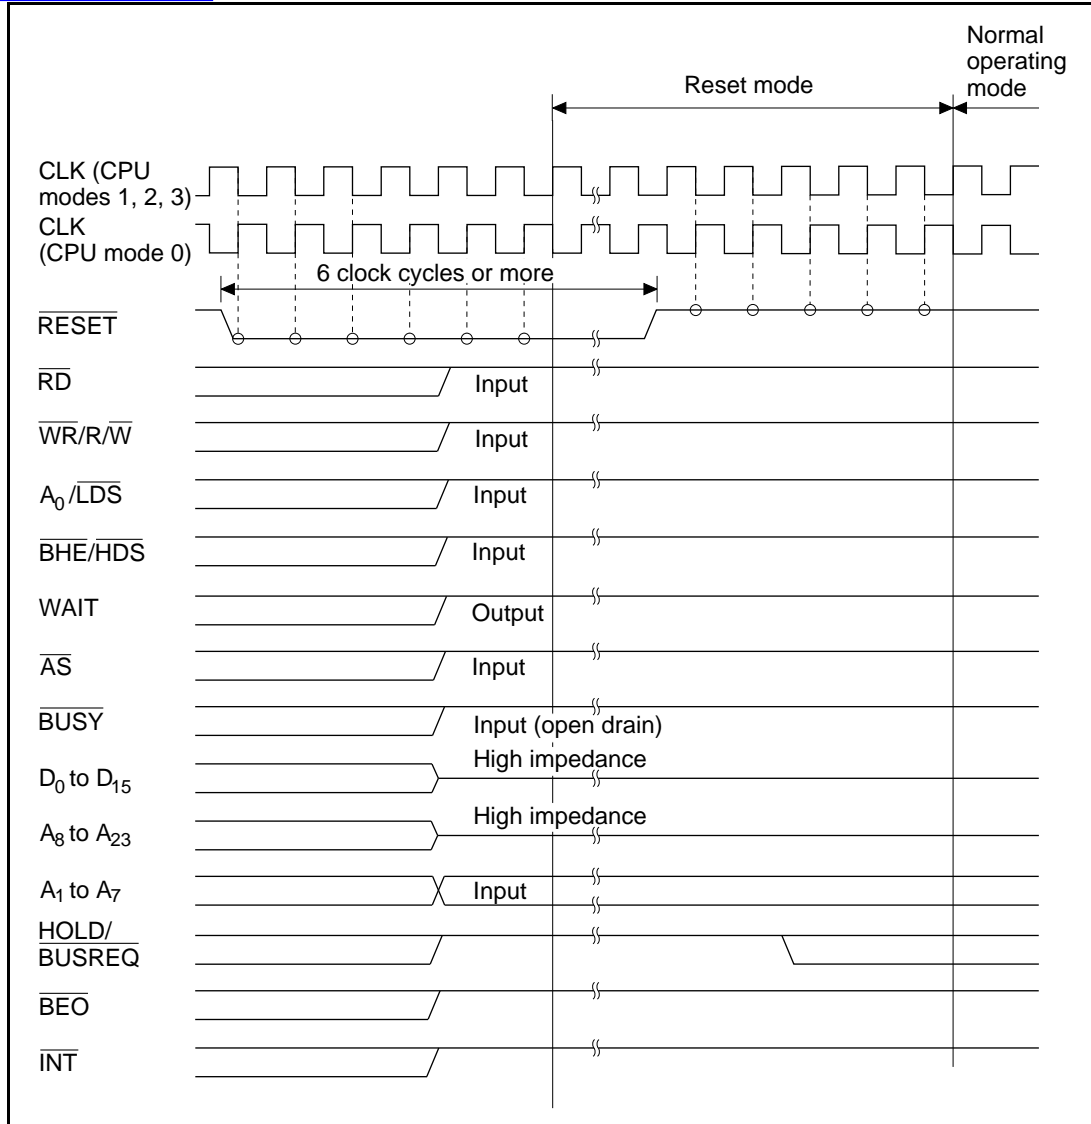 Normal
operating
mode
Reset mode
CLK (CPU
modes 1, 2, 3)
CLK
(CPU mode 0)
6 clock cycles or more
RESET
RD
Input
WR/R/W
Input
A0/LDS
Input
BHE/HDS
Input
WAIT
Output
AS
Input
BUSY
Input (open drain)
High impedance
D0 to D15
High impedance
A8 to A23
A1 to A7
Input
HOLD/
BUSREQ
BEO
INT